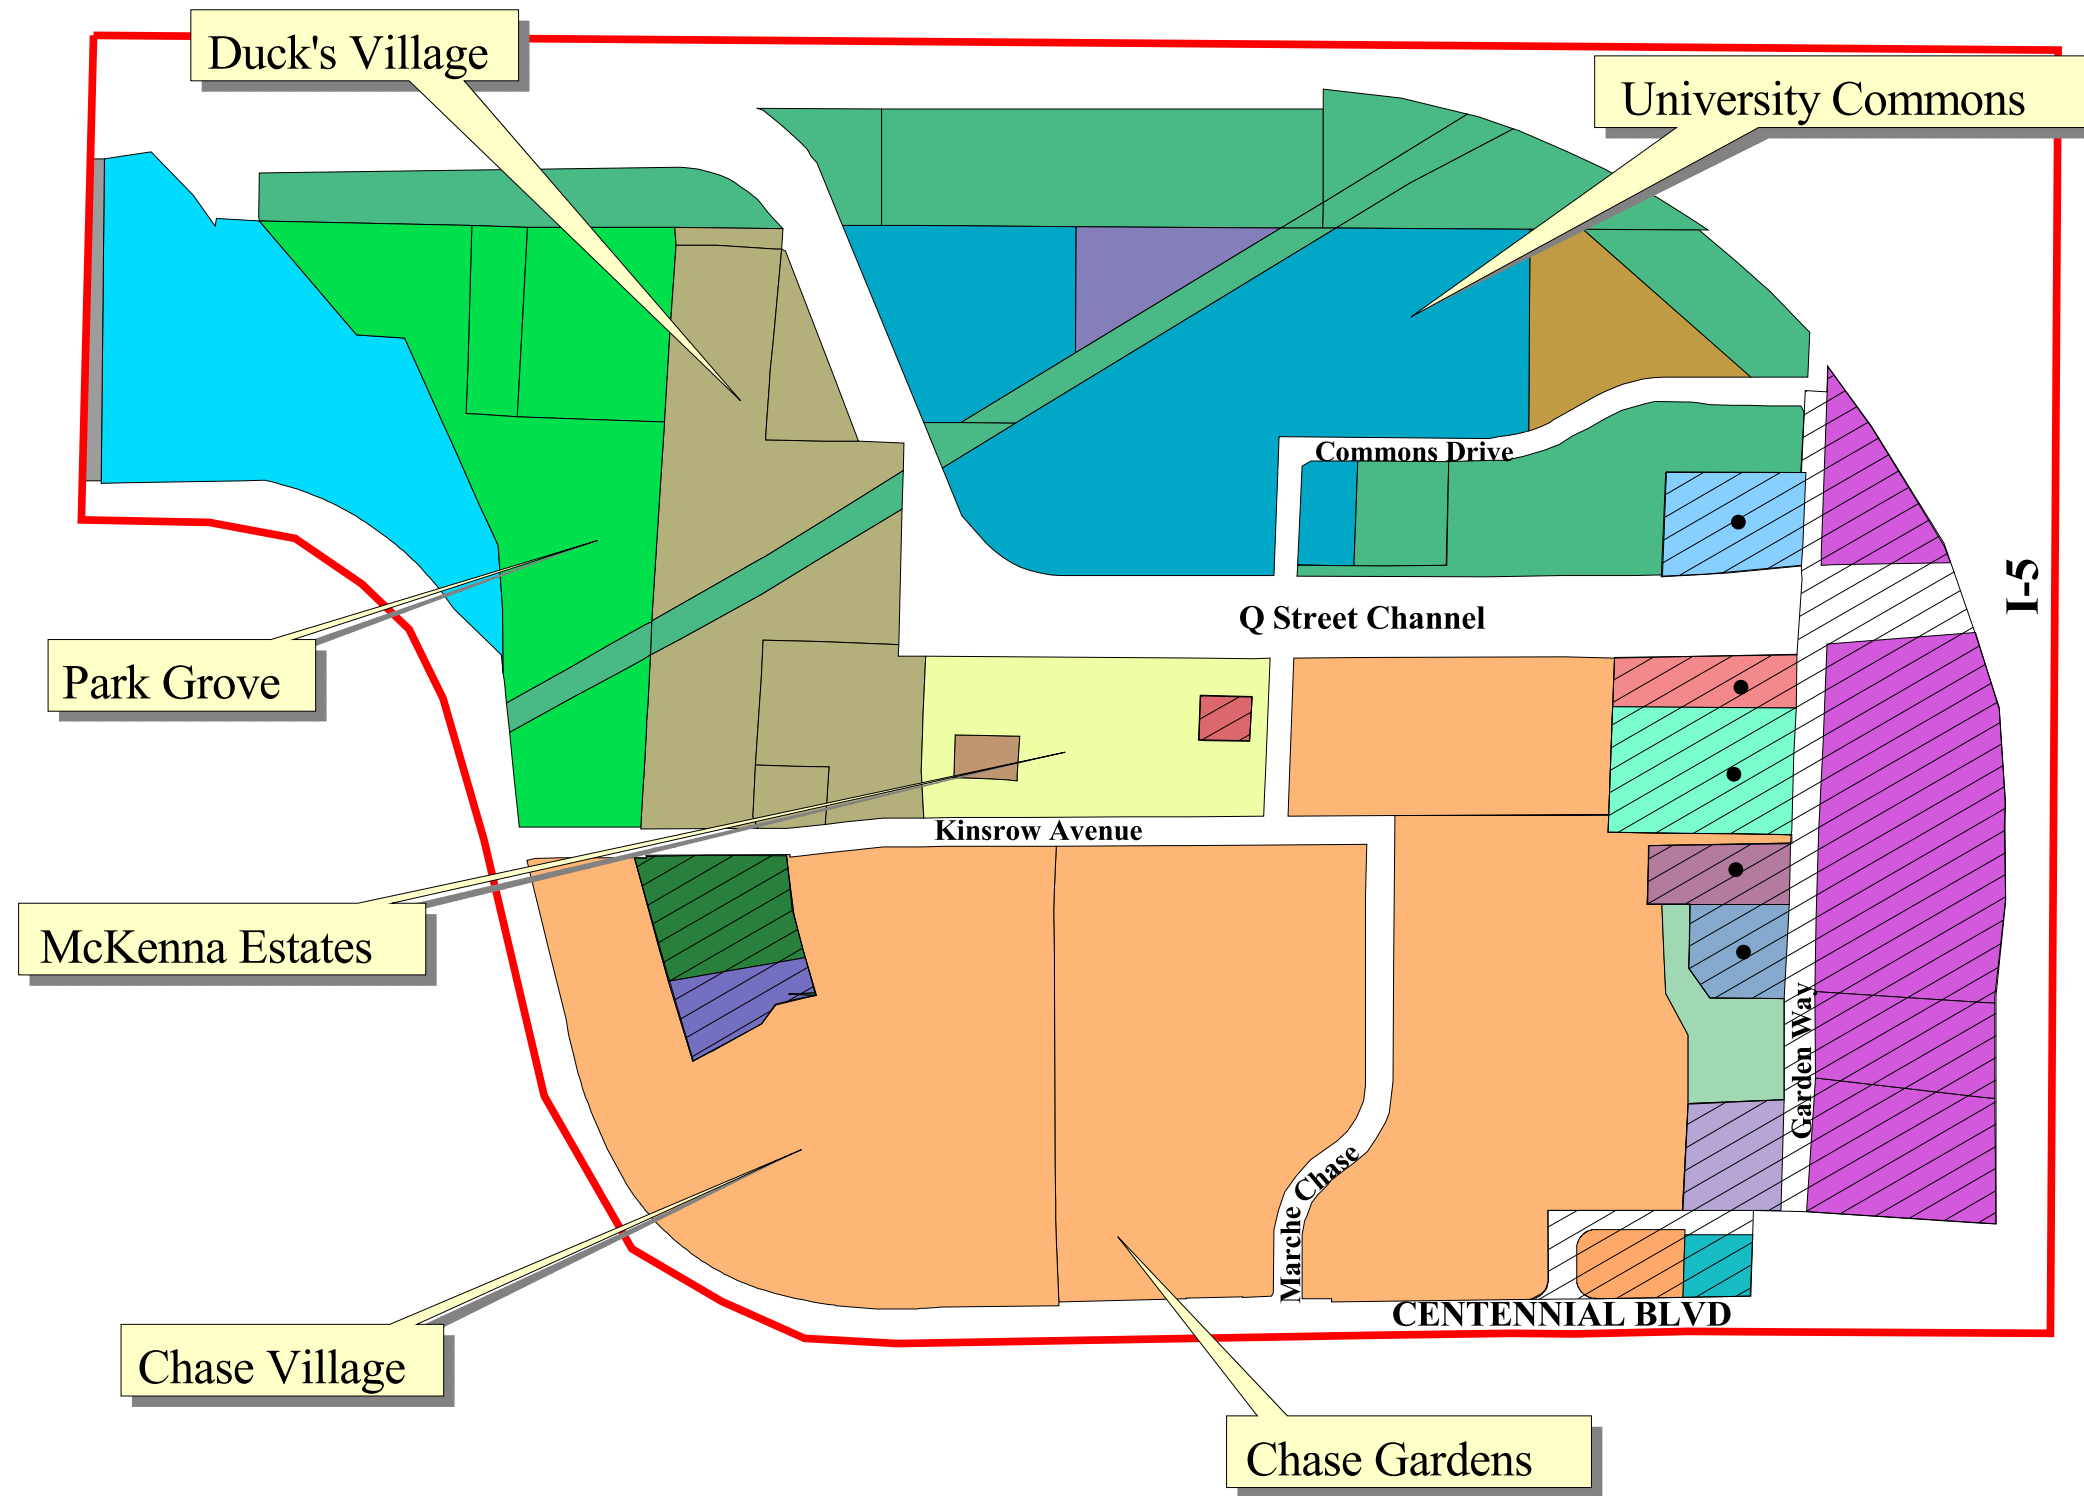 Duck's Village
University Commons
Commons Drive
I-5
Q Street Channel
Park Grove
Kinsrow Avenue
McKenna Estates
Garden Way
Marche Chase
CENTENNIAL BLVD
Chase Village
Chase Gardens